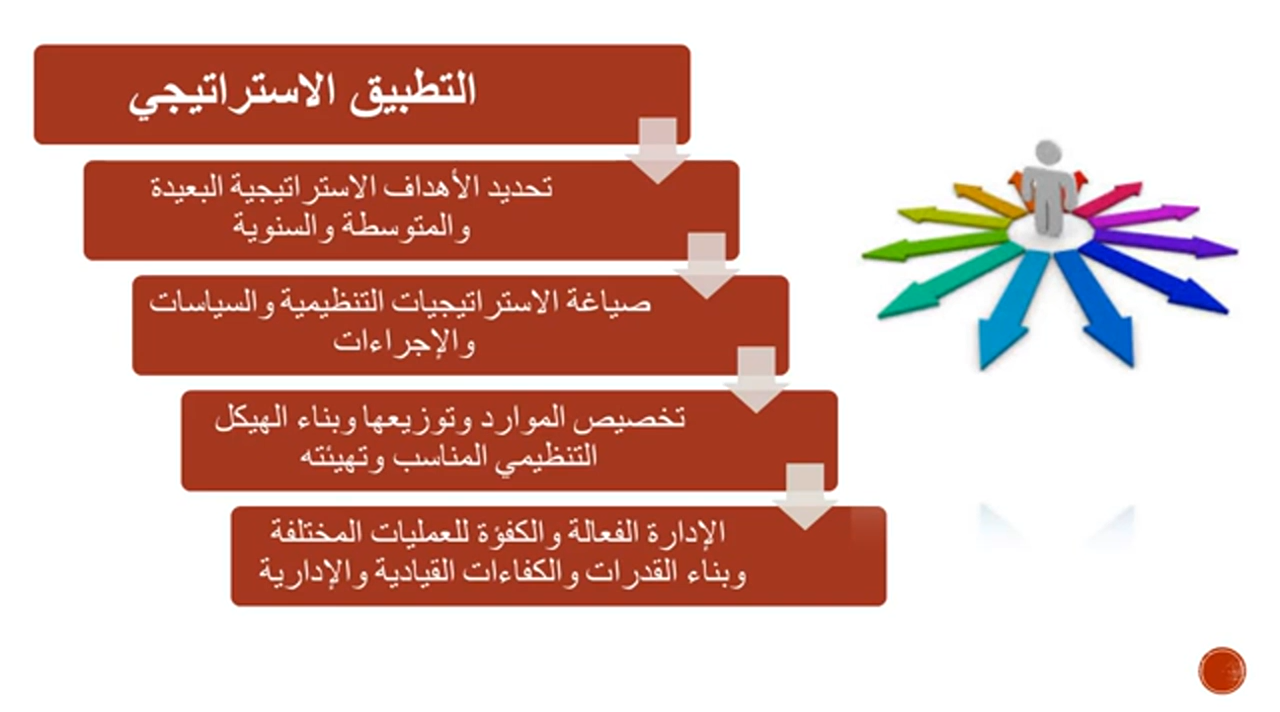 التطبيق الاستراتيجي
تحديد الأهداف الاستراتيجية البعيدة
والمتوسطة والسنوية
صياغة الاستراتيجيات التنظيمية والسياسات
والإجراءات
تخصيص الموارد وتوزيعها وبناء الهيكل
التنظيمي المناسب وتهيئته
الإدارة الفعالة والكفؤة للعمليات المختلفة
وبناء القدرات والكفاءات القيادية والإدارية